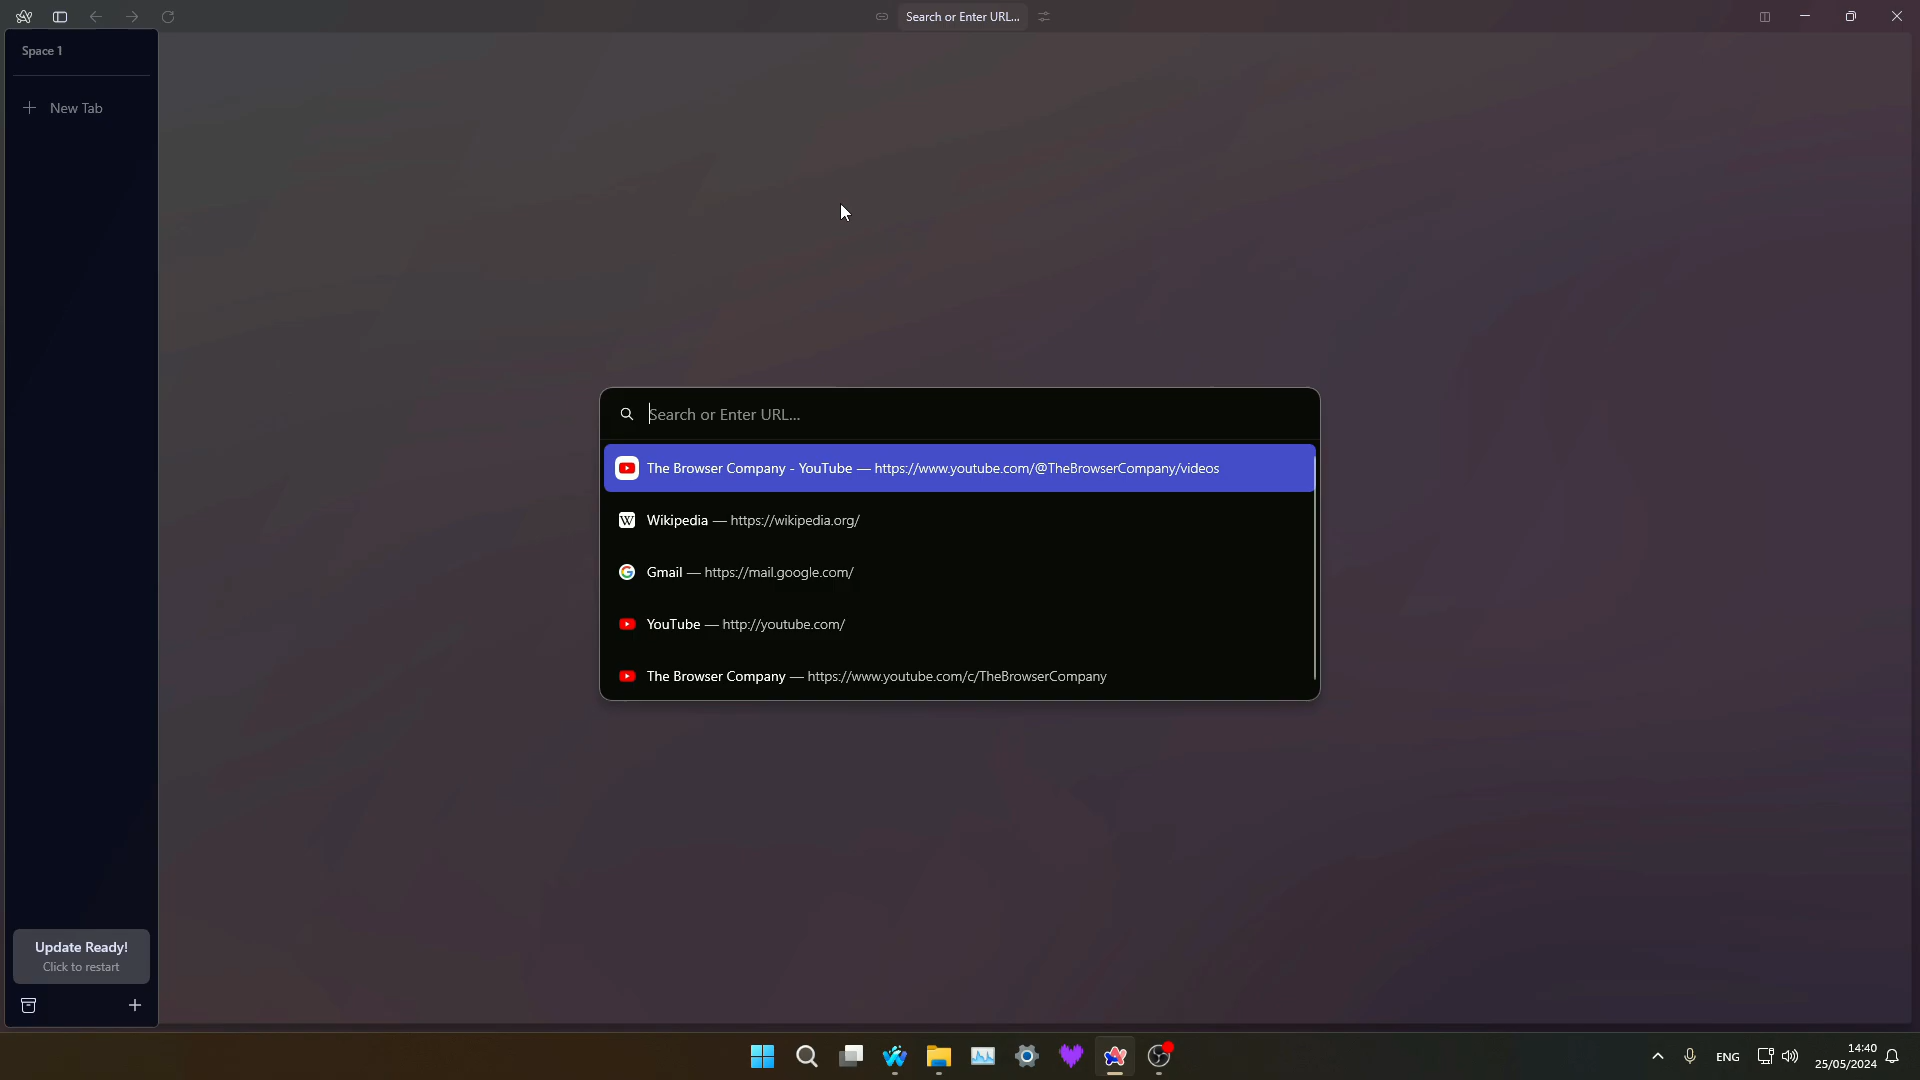 Search or Enter URL...
Space 1
New Tab
Search or Enter URL...
The Browser Company - YouTube — https://www.youtube.com/@TheBrowserCompany/videos
Wikipedia — https://wikipedia.org/
Gmail — https://mail.google.com/
YouTube — http://youtube.com/
The Browser Company — https://www.youtube.com/c/TheBrowserCompany
Update Ready!
Click to restart
ENG
14:40
25/05/2024